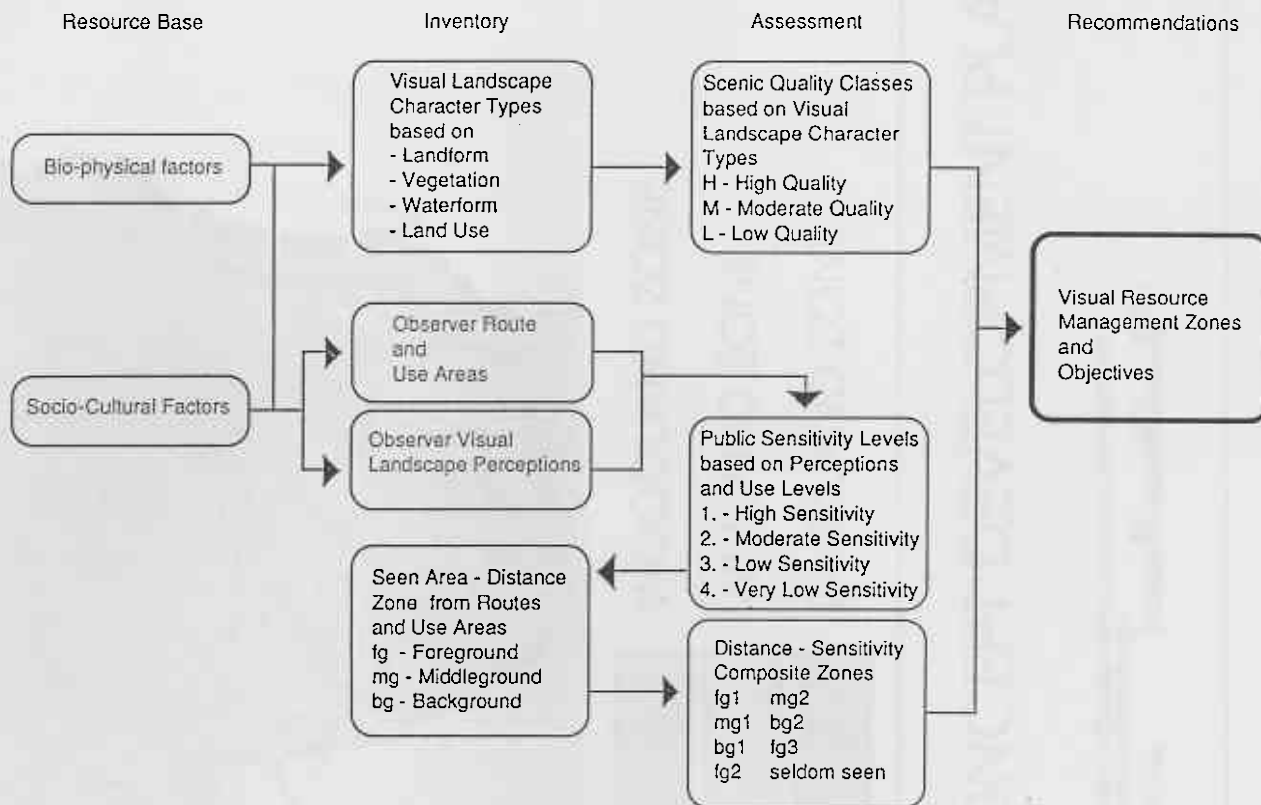 Resource Base
Inventory
Assessment
Recommendations
Bio-physical factors
Socio-Cultural Factors
Visual Landscape
Character Types
based on
- Landform
- Vegetation
- Waterform
- Land Use
Observer Route
and
Use Areas
Observer Visual
Landscape Perceptions
Seen Area - Distance
Zone from Routes
and Use Areas
fg - Foreground
mg - Middleground
bg - Background
Scenic Quality Classes
based on Visual
Landscape Character
Types
H - High Quality
M - Moderate Quality
L - Low Quality
Public Sensitivity Levels
based on Perceptions
and Use Levels
1. - High Sensitivity
2. - Moderate Sensitivity
3. - Low Sensitivity
4. - Very Low Sensitivity
Distance - Sensitivity
Composite Zones
fg1 mg2
mg1 bg2
bg1 fg3
fg2 seldom seen
Visual Resource
Management Zones
and
Objectives